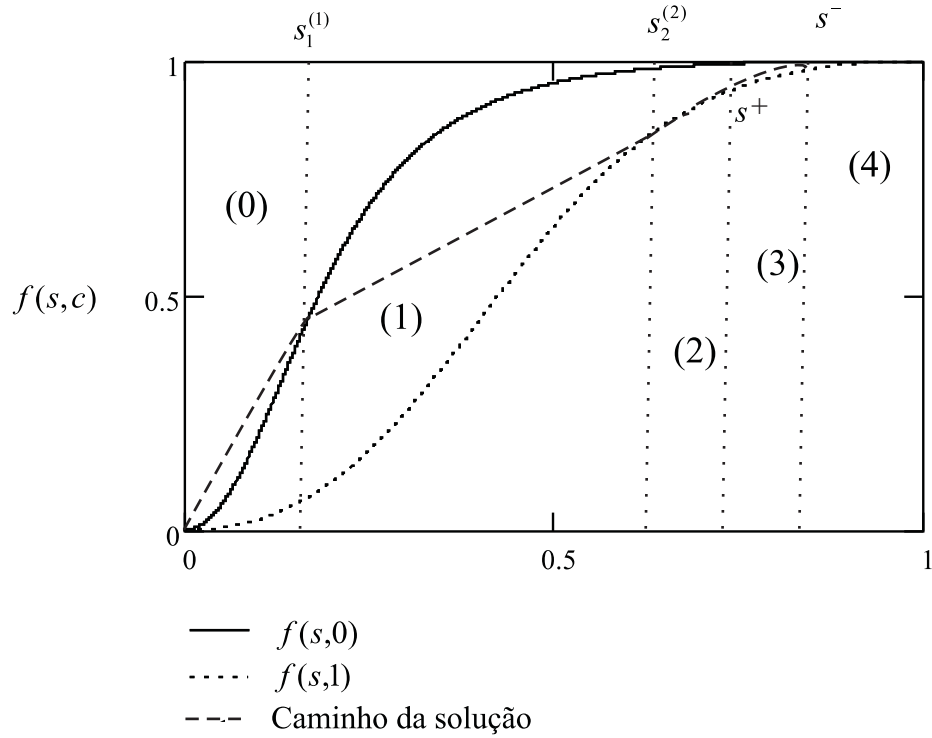 s₁⁽¹⁾ s₂⁽²⁾ s⁻
1
s⁺
(4)
(0)
(3)
f(s,c) 0.5 (1)
(2)
0
0 0.5 1
f(s,0)
f(s,1)
Caminho da solução